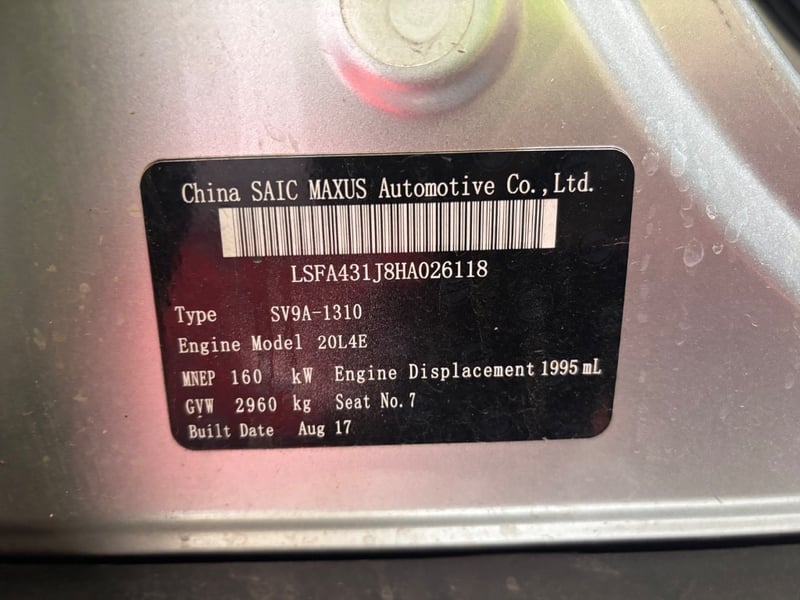 China SAIC MAXUS Automotive Co.,Ltd.
LSFA431J8HA026118
Type SV9A-1310
Engine Model 20L4E
MNEP 160 kW Engine Displacement 1995 mL
GVW 2960 kg Seat No.7
Built Date Aug 17